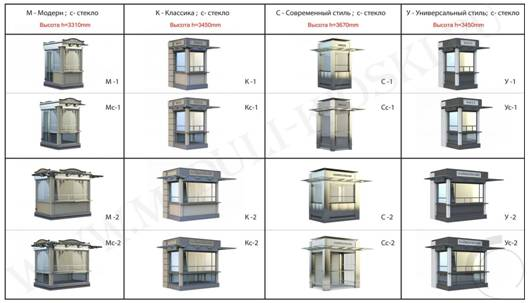 М - Модерн ; с- стекло
Высота h=3310mm
К - Классика ; с- стекло
Высота h=3450mm
С - Современный стиль ; с- стекло
Высота h=3670mm
У - Универсальный стиль; с- стекло
Высота h=3450mm
М -1
К -1
С -1
У -1
Мс-1
Кс-1
Сс-1
Ус-1
М -2
К -2
С -2
У -2
Мс-2
Кс-2
Сс-2
Ус-2